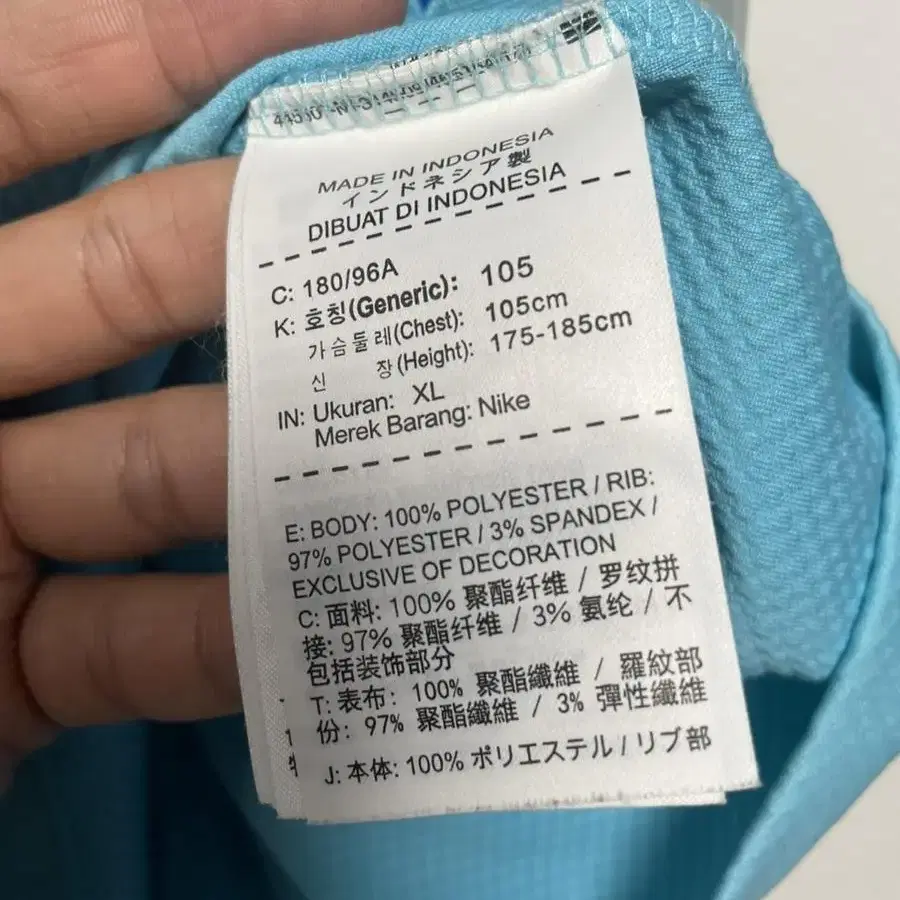 MADE IN INDONESIA
インドネシア製
DIBUAT DI INDONESIA
C: 180/96A
K: 호칭(Generic): 105
가슴둘레(Chest): 105cm
신 장(Height): 175-185cm
IN: Ukuran: XL
Merek Barang: Nike
E: BODY: 100% POLYESTER / RIB:
97% POLYESTER / 3% SPANDEX /
EXCLUSIVE OF DECORATION
C: 面料: 100% 聚酯纤维 / 罗纹拼
接: 97% 聚酯纤维 / 3% 氨纶 / 不
包括装饰部分
T: 表布: 100% 聚酯纖維 / 羅紋部
份: 97% 聚酯纖維 / 3% 彈性纖維
J: 本体: 100% ポリエステル / リブ部